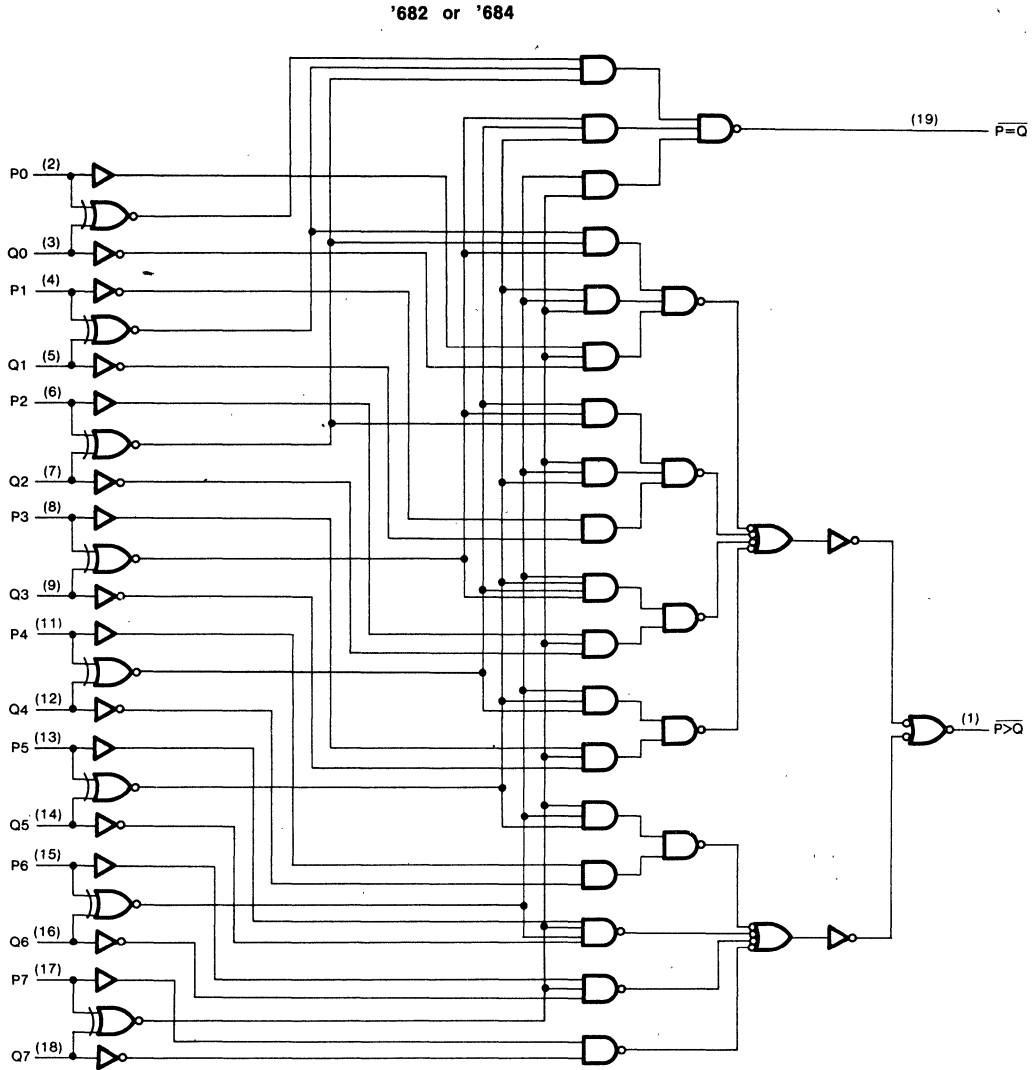 '682 or '684
(19)
P=Q
P0 (2)
Q0 (3)
P1 (4)
Q1 (5)
P2 (6)
Q2 (7)
P3 (8)
Q3 (9)
P4 (11)
Q4 (12)
P5 (13)
Q5 (14)
P6 (15)
Q6 (16)
P7 (17)
Q7 (18)
(1)
P>Q